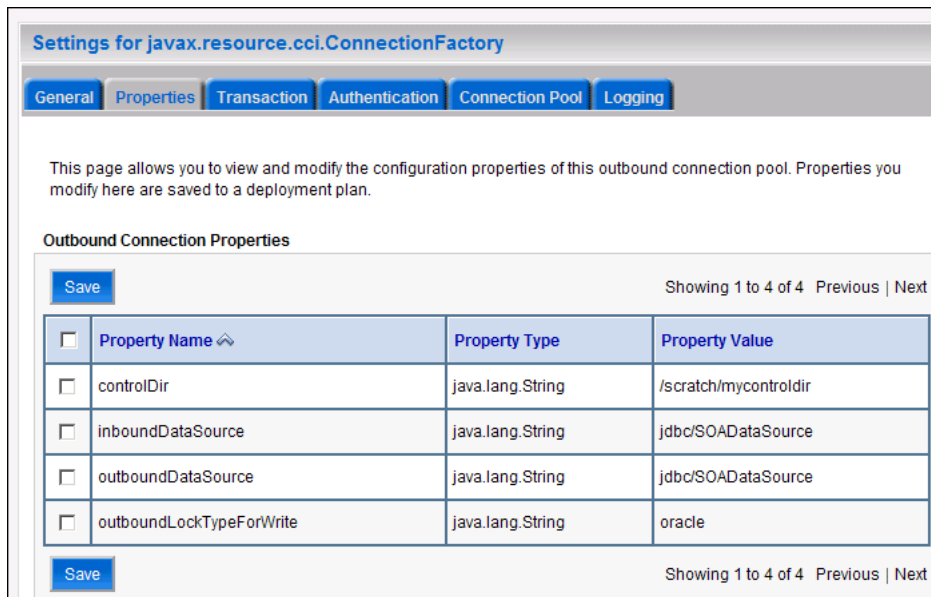 Settings for javax.resource.cci.ConnectionFactory
General Properties Transaction Authentication Connection Pool Logging
This page allows you to view and modify the configuration properties of this outbound connection pool. Properties you
modify here are saved to a deployment plan.
Outbound Connection Properties
Save Showing 1 to 4 of 4 Previous | Next
Property Name Property Type Property Value
controlDir java.lang.String /scratch/mycontroldir
inboundDataSource java.lang.String jdbc/SOADataSource
outboundDataSource java.lang.String jdbc/SOADataSource
outboundLockTypeForWrite java.lang.String oracle
Save Showing 1 to 4 of 4 Previous | Next